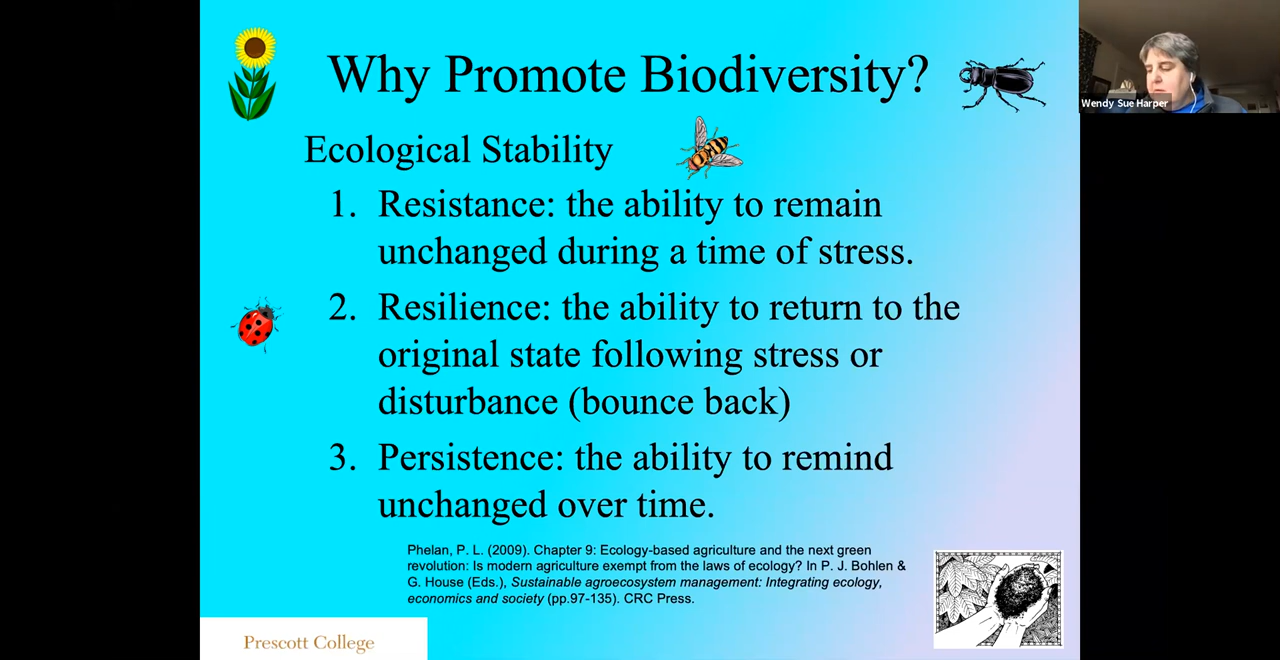 Why Promote Biodiversity?
Wendy Sue Harper
Ecological Stability
1. Resistance: the ability to remain
unchanged during a time of stress.
2. Resilience: the ability to return to the
original state following stress or
disturbance (bounce back)
3. Persistence: the ability to remind
unchanged over time.
Phelan, P. L. (2009). Chapter 9: Ecology-based agriculture and the next green
revolution: Is modern agriculture exempt from the laws of ecology? In P. J. Bohlen &
G. House (Eds.), Sustainable agroecosystem management: Integrating ecology,
economics and society (pp.97-135). CRC Press.
Prescott College